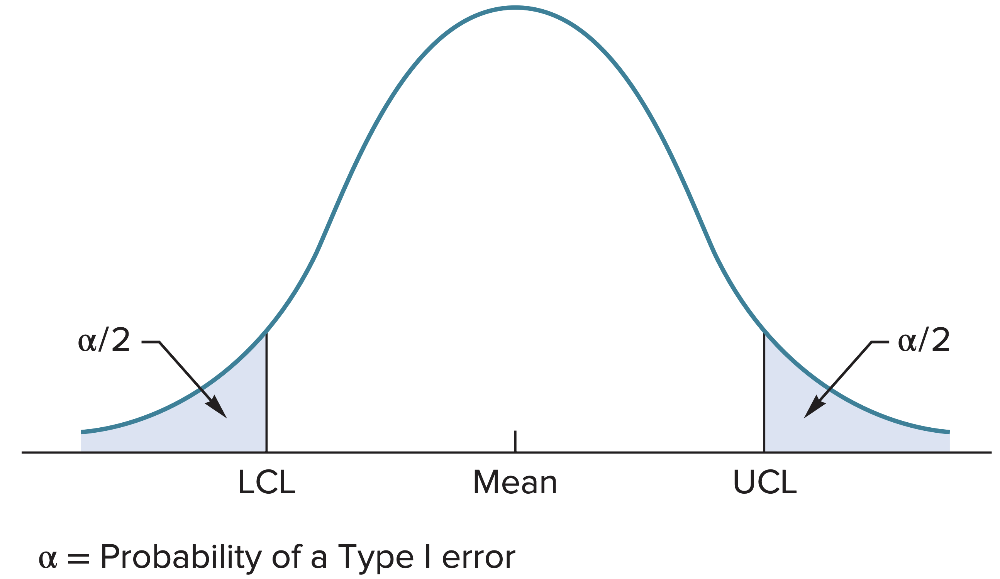 α/2 α/2
LCL Mean UCL
α = Probability of a Type I error